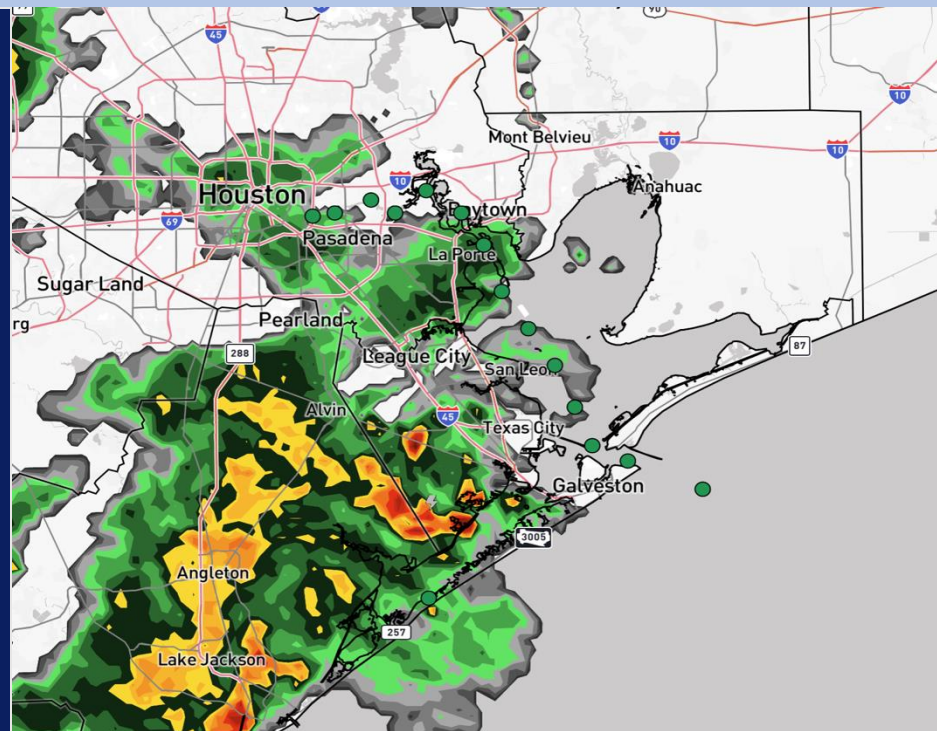 45
90
10
Mont Belvieu
10
10
Anahuac
10
Houston
Baytown
69
Pasadena
La Porte
Sugar Land
rg
Pearland
87
288
League City
San Leon
Alvin
45
Texas City
Galveston
3005
Angleton
257
Lake Jackson